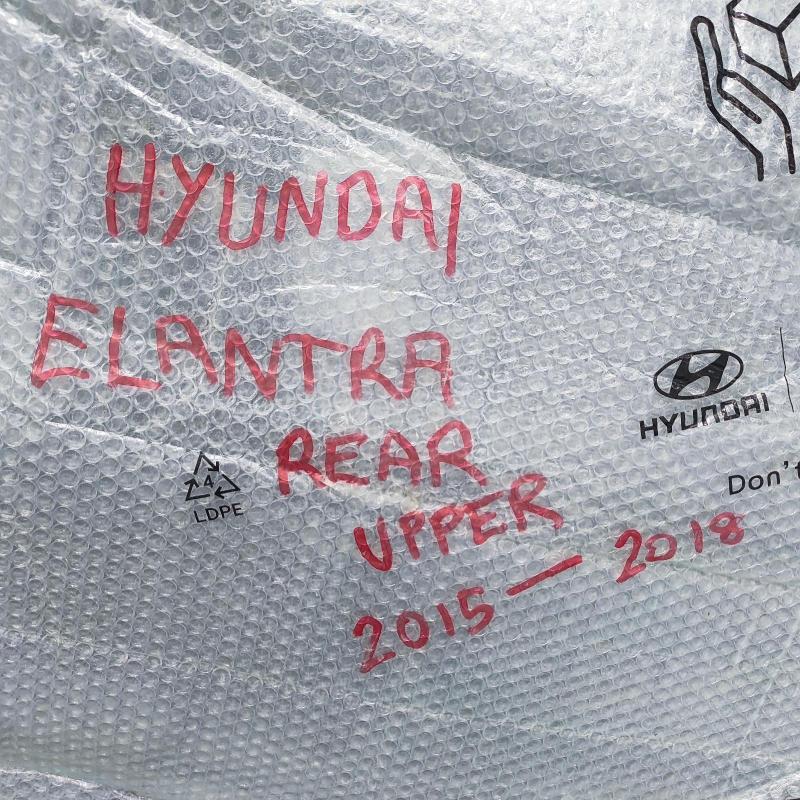 HYUNDAI
ELANTRA
REAR
UPPER
2015 — 2018
HYUNDAI
Don't
4
LDPE